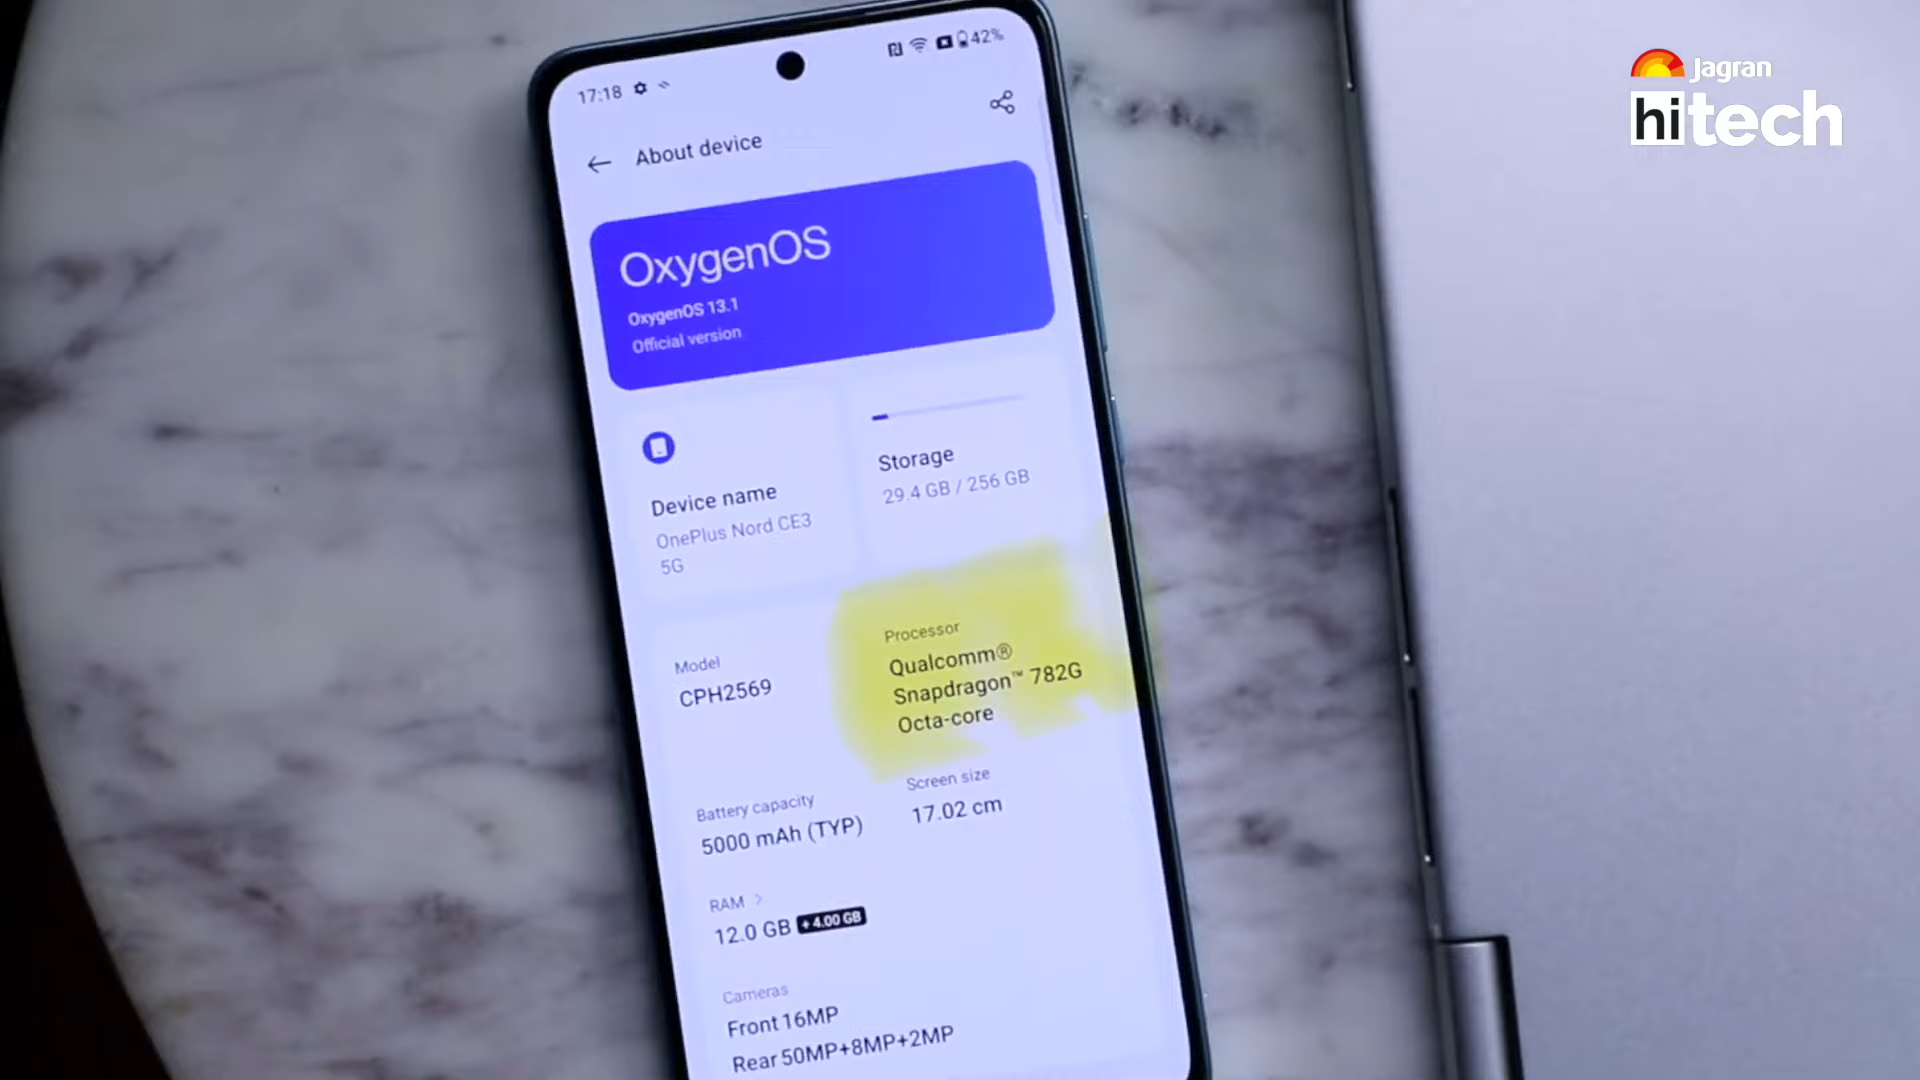 17:18
42%
Jagran
hitech
About device
OxygenOS
OxygenOS 13.1
Official version
Device name
OnePlus Nord CE3
5G
Storage
29.4 GB / 256 GB
Model
CPH2569
Processor
Qualcomm®
Snapdragon™ 782G
Octa-core
Battery capacity
5000 mAh (TYP)
Screen size
17.02 cm
RAM >
12.0 GB +4.00 GB
Cameras
Front 16MP
Rear 50MP+8MP+2MP